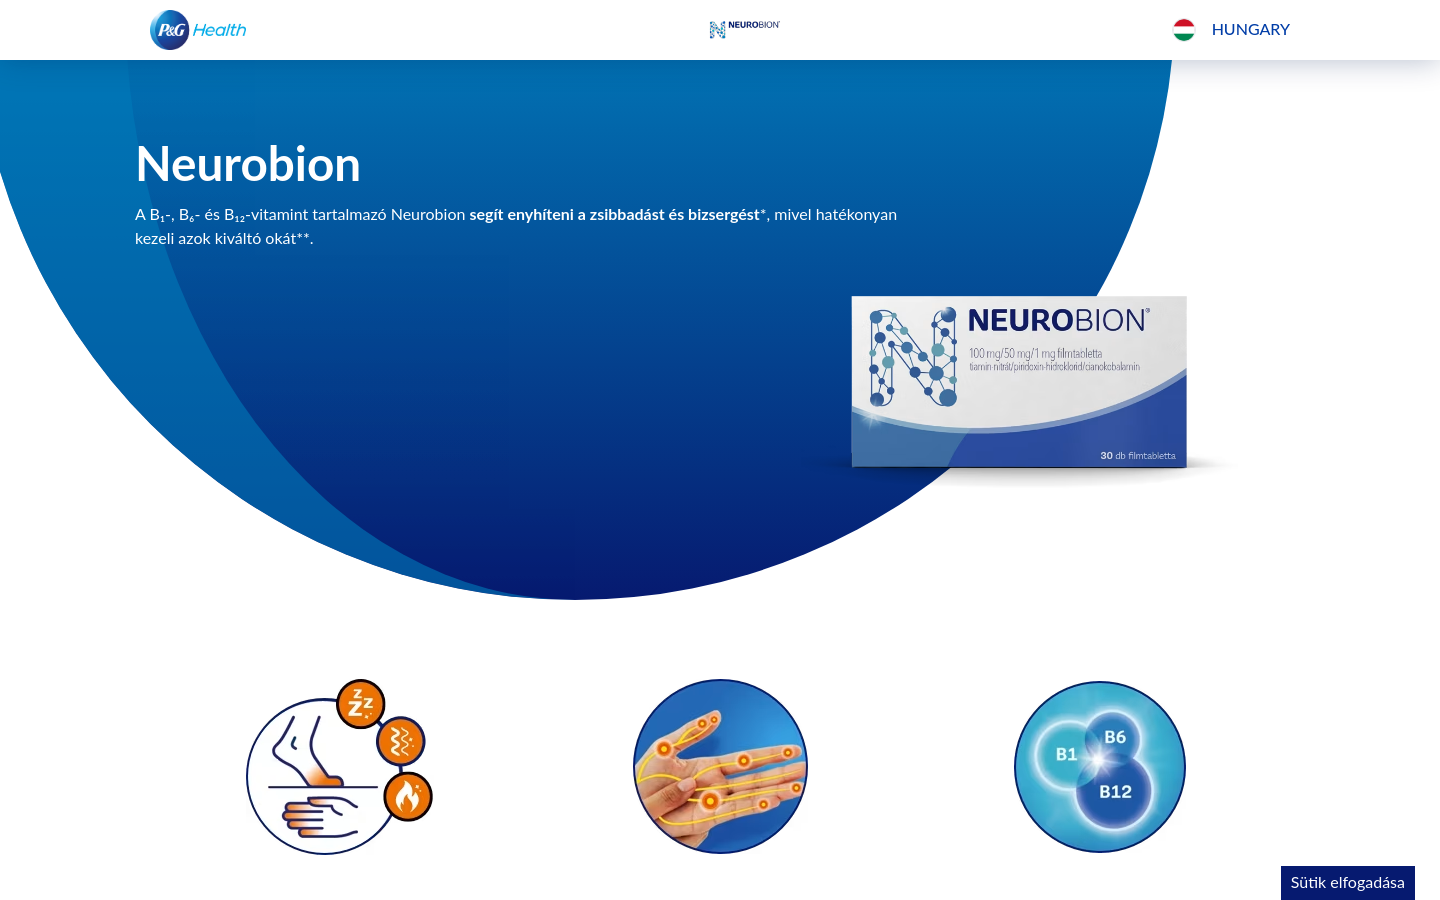 P&G Health
NEUROBION
HUNGARY
Neurobion
A B₁-, B₆- és B₁₂-vitamint tartalmazó Neurobion segít enyhíteni a zsibbadást és bizsergést*, mivel hatékonyan
kezeli azok kiváltó okát**.
NEUROBION®
100 mg/50 mg/1 mg filmtabletta
tiamin-nitrát/piridoxin-hidroklorid/cianokobalamin
30 db filmtabletta
z z z
B1 B6
B12
Sütik elfogadása